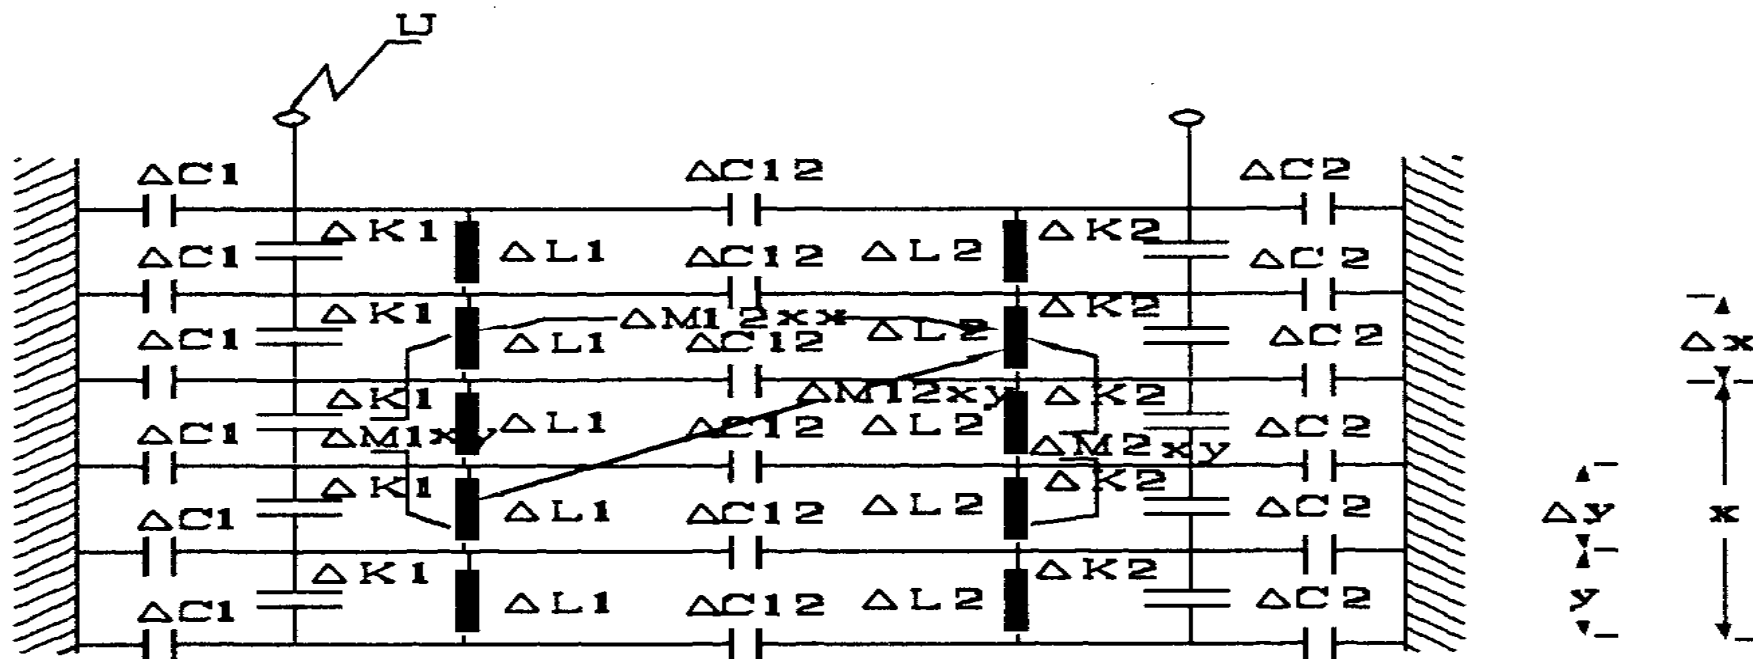 U
ΔC1 ΔC12 ΔC2
ΔK1 ΔK2
ΔC1 ΔL1 ΔC12 ΔL2 ΔC2
ΔK1 ΔM12xx ΔK2
ΔC1 ΔL1 ΔC12 ΔL2 ΔC2 Δx
ΔK1 ΔM12xy ΔK2
ΔC1 ΔM1xy ΔL1 ΔC12 ΔL2 ΔM2xy ΔC2
ΔK1 ΔK2
ΔC1 ΔL1 ΔC12 ΔL2 ΔC2 Δy x
ΔK1 ΔK2
ΔC1 ΔL1 ΔC12 ΔL2 ΔC2 y